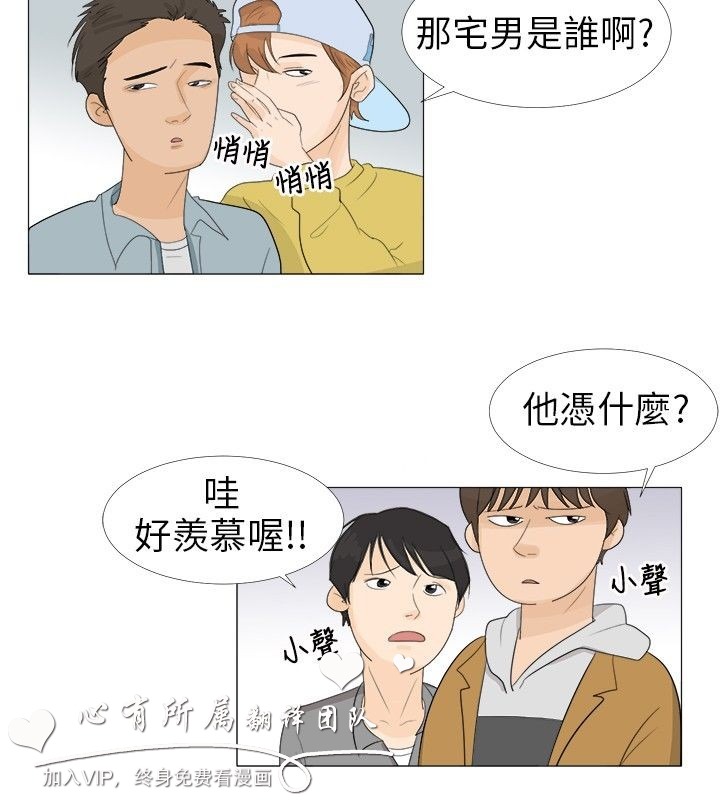 那宅男是誰啊?
悄悄
悄悄
他憑什麼?
哇
好羨慕喔!!
小聲
小聲
心有所属翻译团队
加入VIP，终身免费看漫画